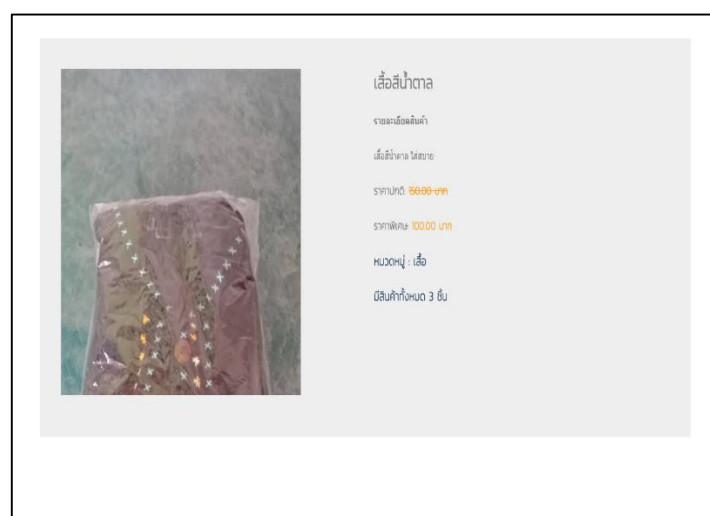 เสื้อสีน้ำตาล
รายละเอียดสินค้า
เสื้อสีน้ำตาล ใส่สบาย
ราคาปกติ: 150.00 บาท
ราคาพิเศษ: 100.00 บาท
หมวดหมู่ : เสื้อ
มีสินค้าทั้งหมด 3 ชิ้น